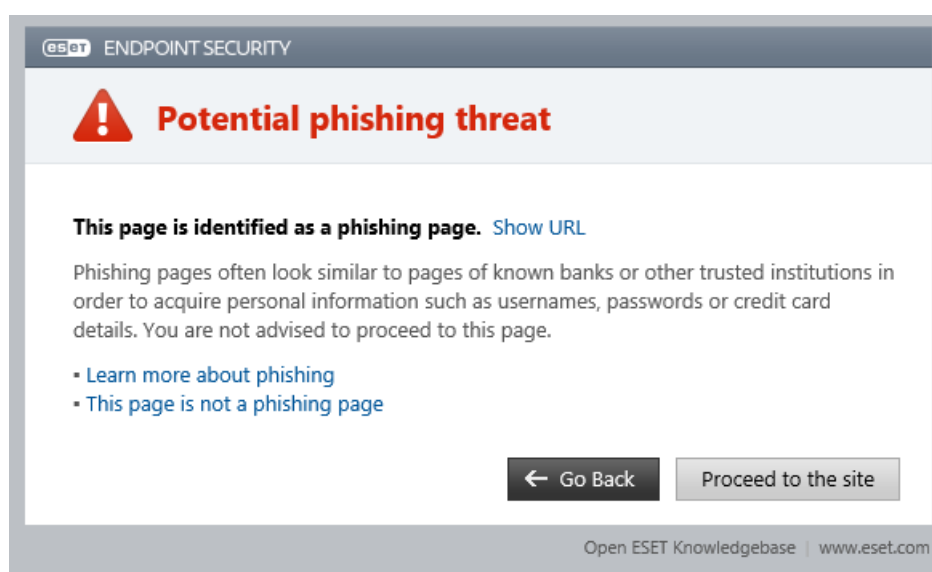 eset ENDPOINT SECURITY
Potential phishing threat
This page is identified as a phishing page. Show URL
Phishing pages often look similar to pages of known banks or other trusted institutions in
order to acquire personal information such as usernames, passwords or credit card
details. You are not advised to proceed to this page.
▪ Learn more about phishing
▪ This page is not a phishing page
← Go Back Proceed to the site
Open ESET Knowledgebase | www.eset.com